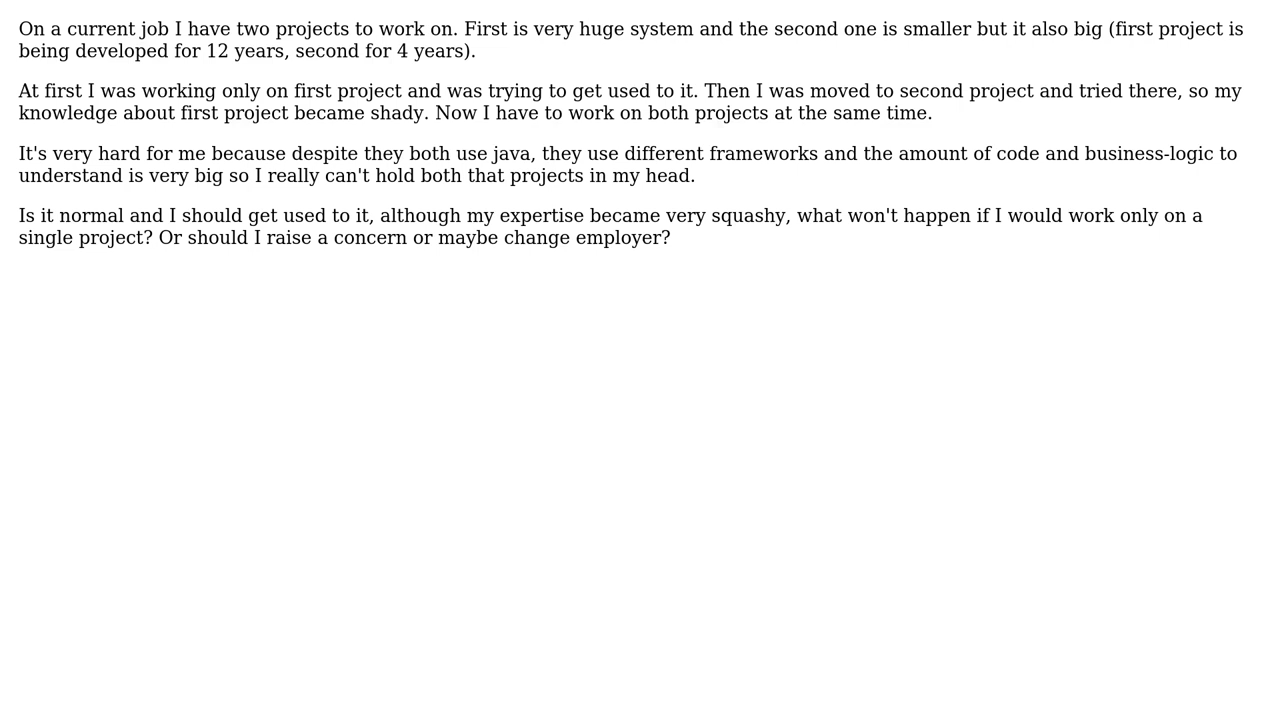 On a current job I have two projects to work on. First is very huge system and the second one is smaller but it also big (first project is
being developed for 12 years, second for 4 years).
At first I was working only on first project and was trying to get used to it. Then I was moved to second project and tried there, so my
knowledge about first project became shady. Now I have to work on both projects at the same time.
It's very hard for me because despite they both use java, they use different frameworks and the amount of code and business-logic to
understand is very big so I really can't hold both that projects in my head.
Is it normal and I should get used to it, although my expertise became very squashy, what won't happen if I would work only on a
single project? Or should I raise a concern or maybe change employer?